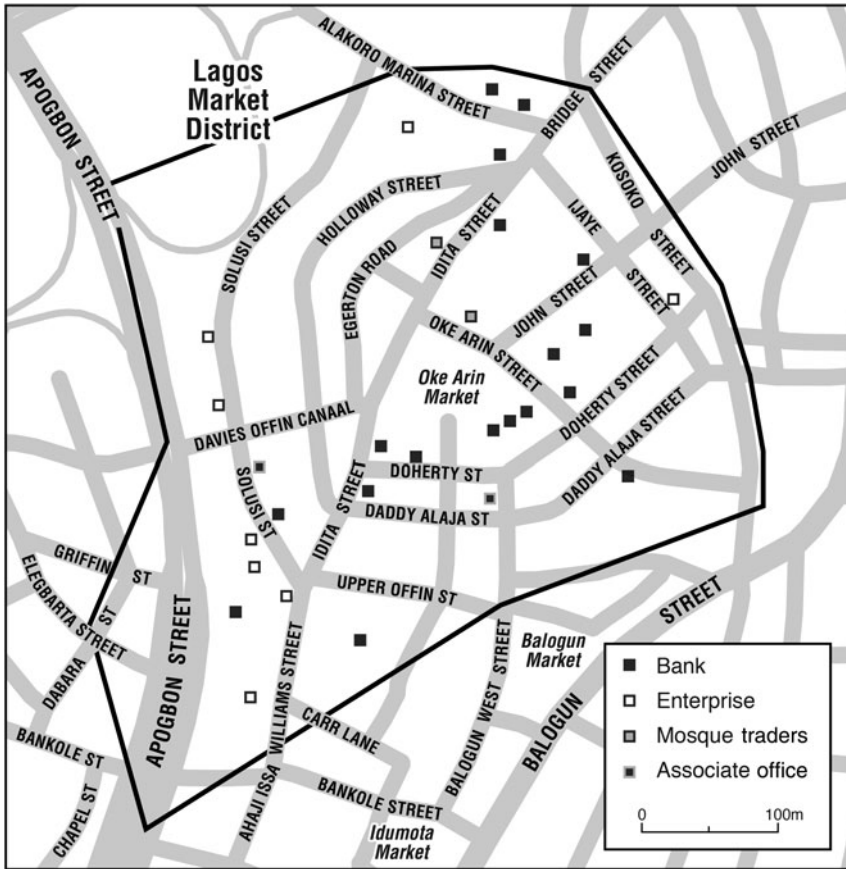 ALAKORO MARINA STREET
Lagos
Market
District
APOGBON STREET
BRIDGE STREET
KOSOKO STREET
JOHN STREET
SOLUSI STREET
HOLLOWAY STREET
IJAYE STREET
EGERTON ROAD
IDITA STREET
JOHN STREET
OKE ARIN STREET
Oke Arin
Market
DOHERTY STREET
DAVIES OFFIN CANAAL
DADDY ALAJA STREET
DOHERTY ST
SOLUSI ST
IDITA STREET
DADDY ALAJA ST
GRIFFIN ST
ELEGBARTA STREET
DABARA ST
UPPER OFFIN ST
APOGBON STREET
BALOGUN STREET
Balogun
Market
BALOGUN WEST STREET
AHAJI ISSA WILLIAMS STREET
CARR LANE
BANKOLE ST
CHAPEL ST
BANKOLE STREET
Idumota
Market
Bank
Enterprise
Mosque traders
Associate office
0 100m